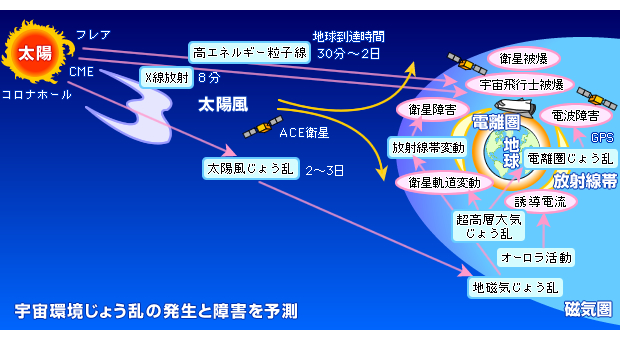 フレア
太陽
CME
コロナホール
地球到達時間
高エネルギー粒子線
30分～2日
X線放射
8分
太陽風
ACE衛星
太陽風じょう乱
2～3日
衛星被爆
宇宙飛行士被爆
衛星障害
電波障害
電離圏
GPS
地球
放射線帯変動
電離圏じょう乱
衛星軌道変動
放射線帯
誘導電流
超高層大気
じょう乱
オーロラ活動
地磁気じょう乱
宇宙環境じょう乱の発生と障害を予測
磁気圏